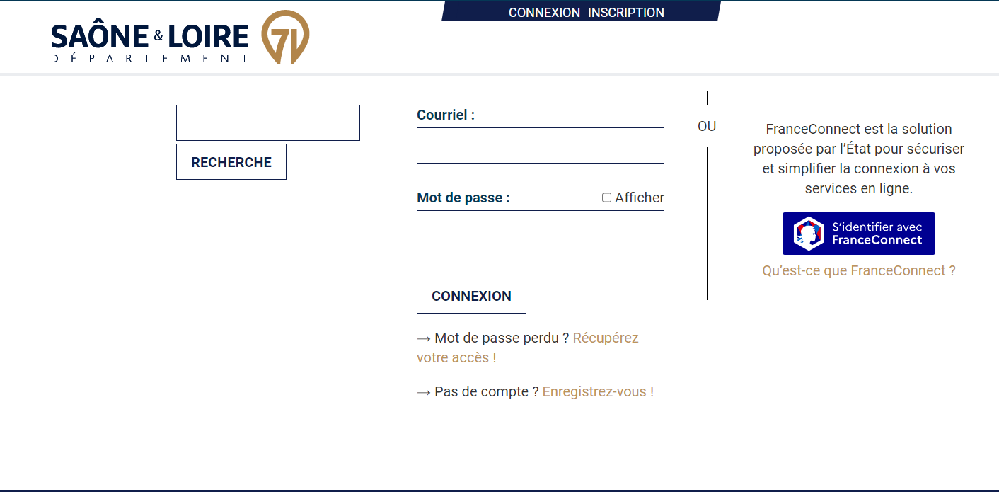 CONNEXION INSCRIPTION
SAÔNE & LOIRE 71
DÉPARTEMENT
RECHERCHE
Courriel :
Mot de passe :
Afficher
CONNEXION
→ Mot de passe perdu ? Récupérez
votre accès !
→ Pas de compte ? Enregistrez-vous !
OU
FranceConnect est la solution
proposée par l’État pour sécuriser
et simplifier la connexion à vos
services en ligne.
S’identifier avec
FranceConnect
Qu’est-ce que FranceConnect ?